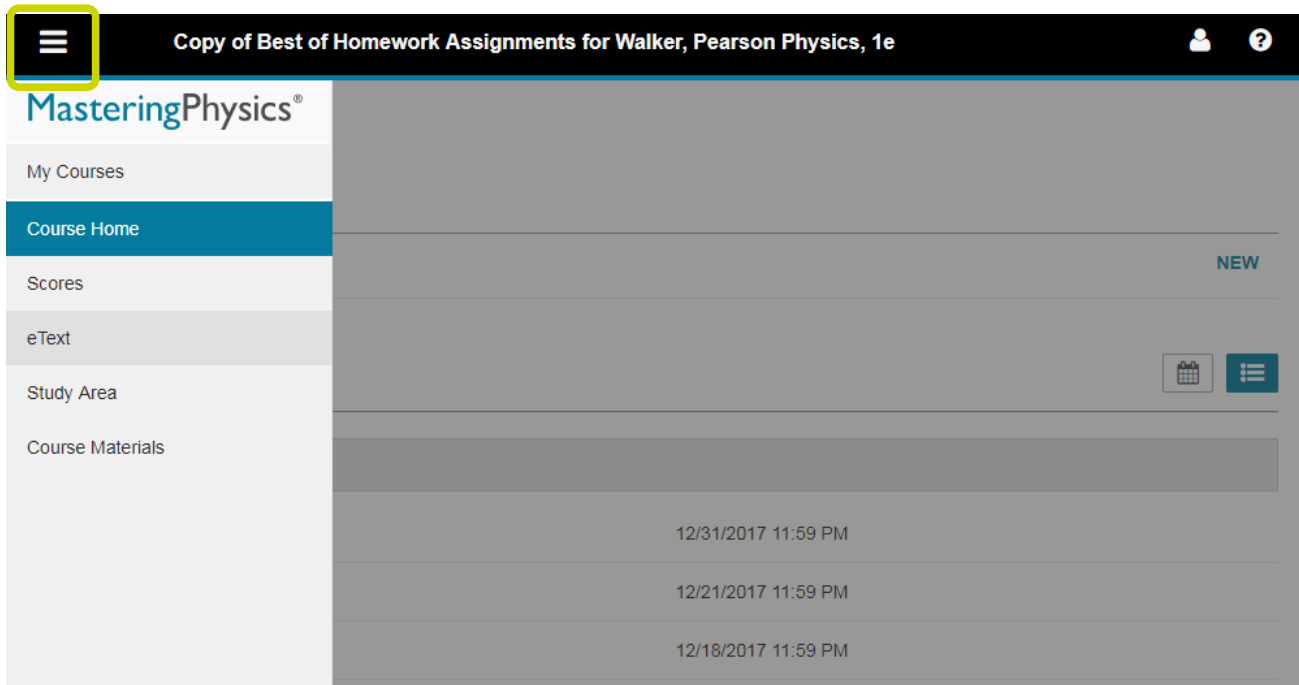 Copy of Best of Homework Assignments for Walker, Pearson Physics, 1e
MasteringPhysics®
My Courses
Course Home
Scores
NEW
eText
Study Area
Course Materials
12/31/2017 11:59 PM
12/21/2017 11:59 PM
12/18/2017 11:59 PM